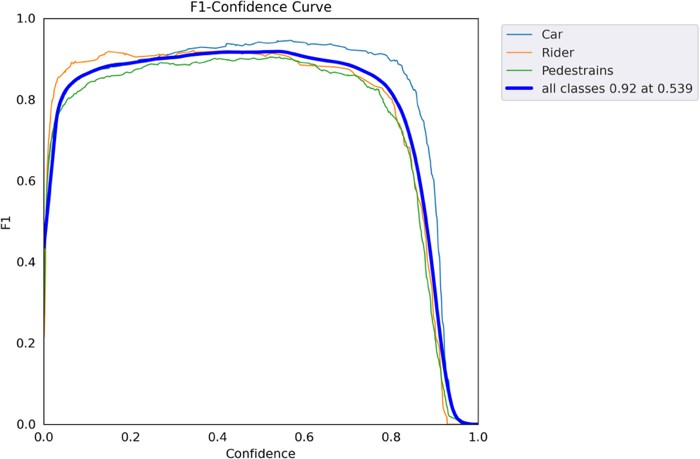 F1-Confidence Curve
1.0
0.8
0.6
0.4
0.2
0.0
F1
0.0 0.2 0.4 0.6 0.8 1.0
Confidence
Car
Rider
Pedestrains
all classes 0.92 at 0.539